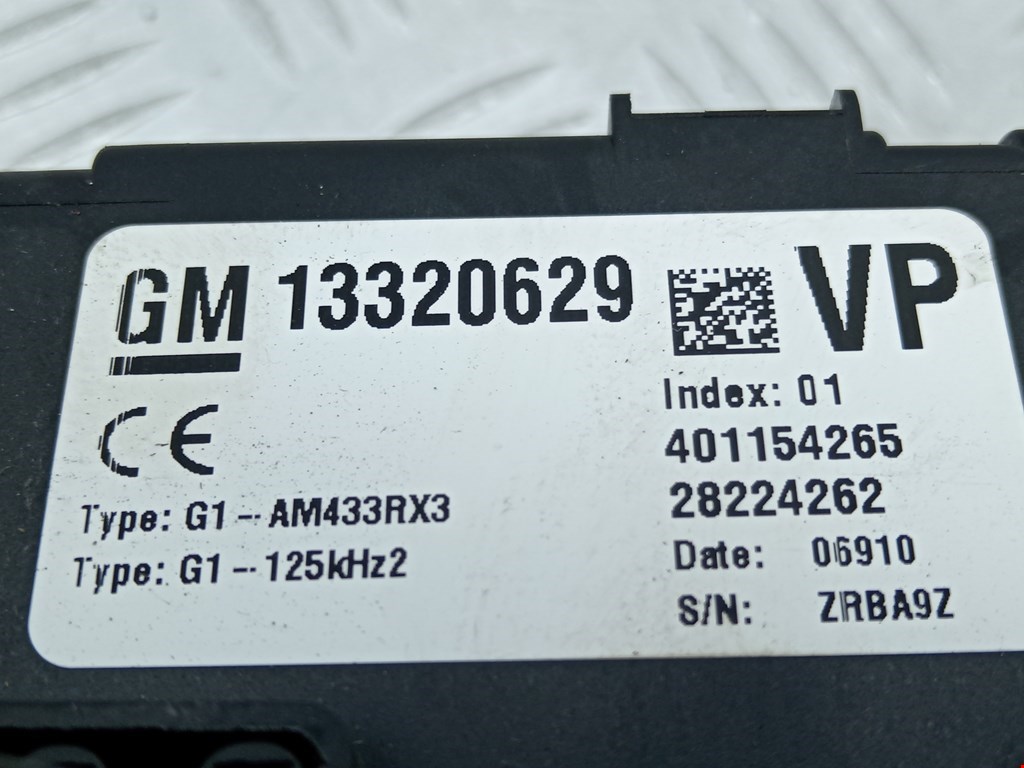 GM 13320629 VP
CE
Index: 01
401154265
28224262
Type: G1--AM433RX3
Type: G1--125kHz2
Date: 06910
S/N: ZRBA9Z